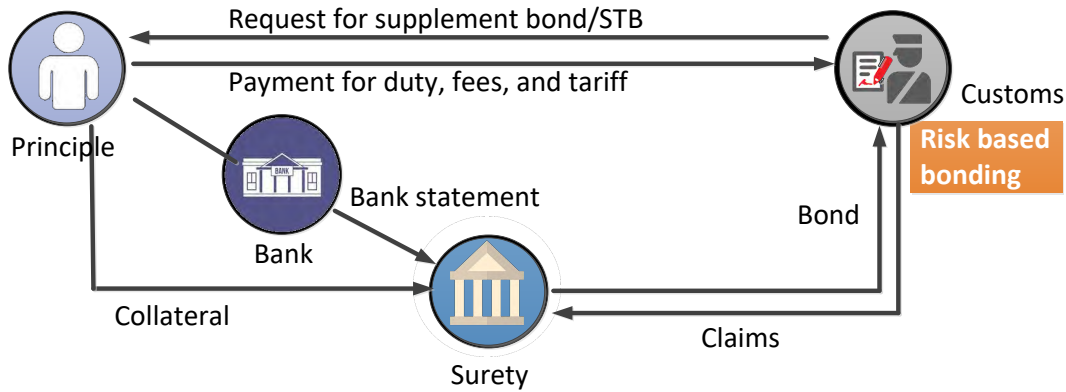 Request for supplement bond/STB
Payment for duty, fees, and tariff
Customs
Principle
Risk based
bonding
BANK
Bank statement
Bond
Bank
Collateral
Claims
Surety